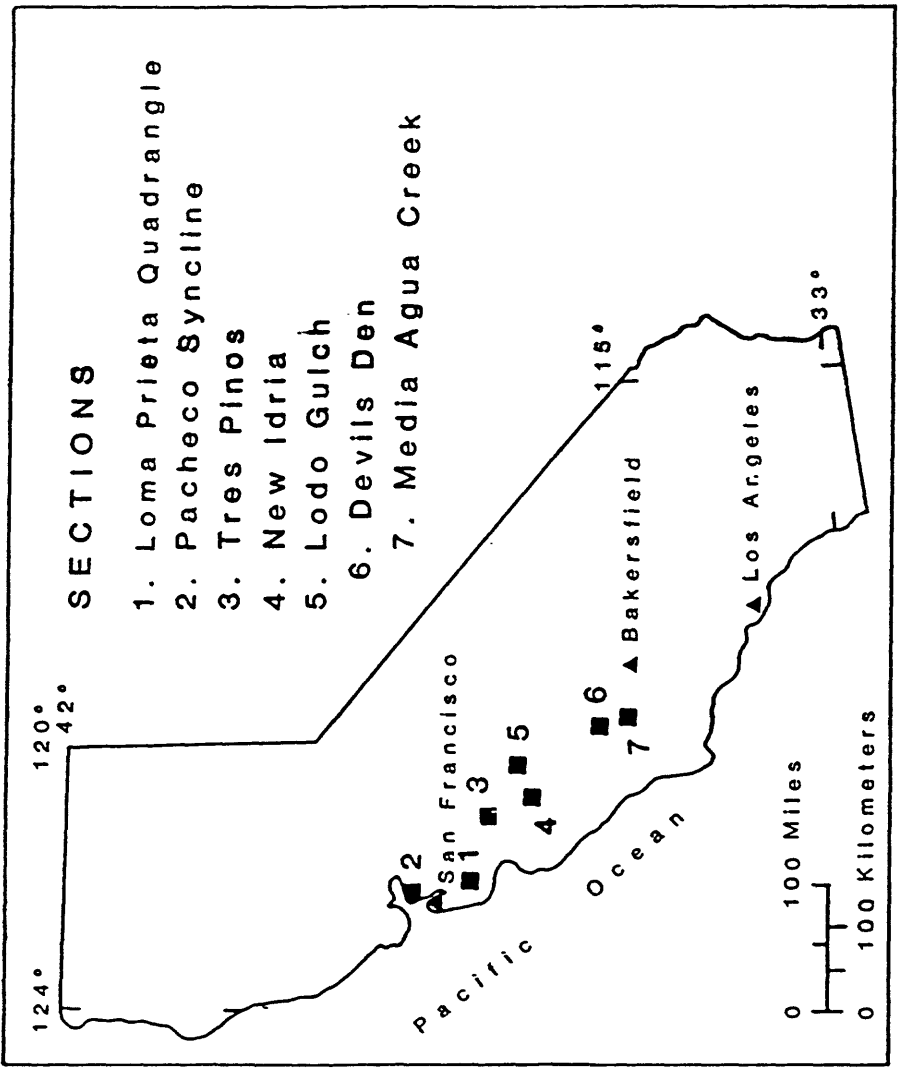 SECTIONS
1. Loma Prieta Quadrangle
2. Pacheco Syncline
3. Tres Pinos
4. New Idria
5. Lodo Gulch
6. Devils Den
7. Media Agua Creek
124°
120°
42°
2
San Francisco
1
3
5
4
6
7
Bakersfield
Los Angeles
115°
33°
Pacific Ocean
0 100 Miles
0 100 Kilometers